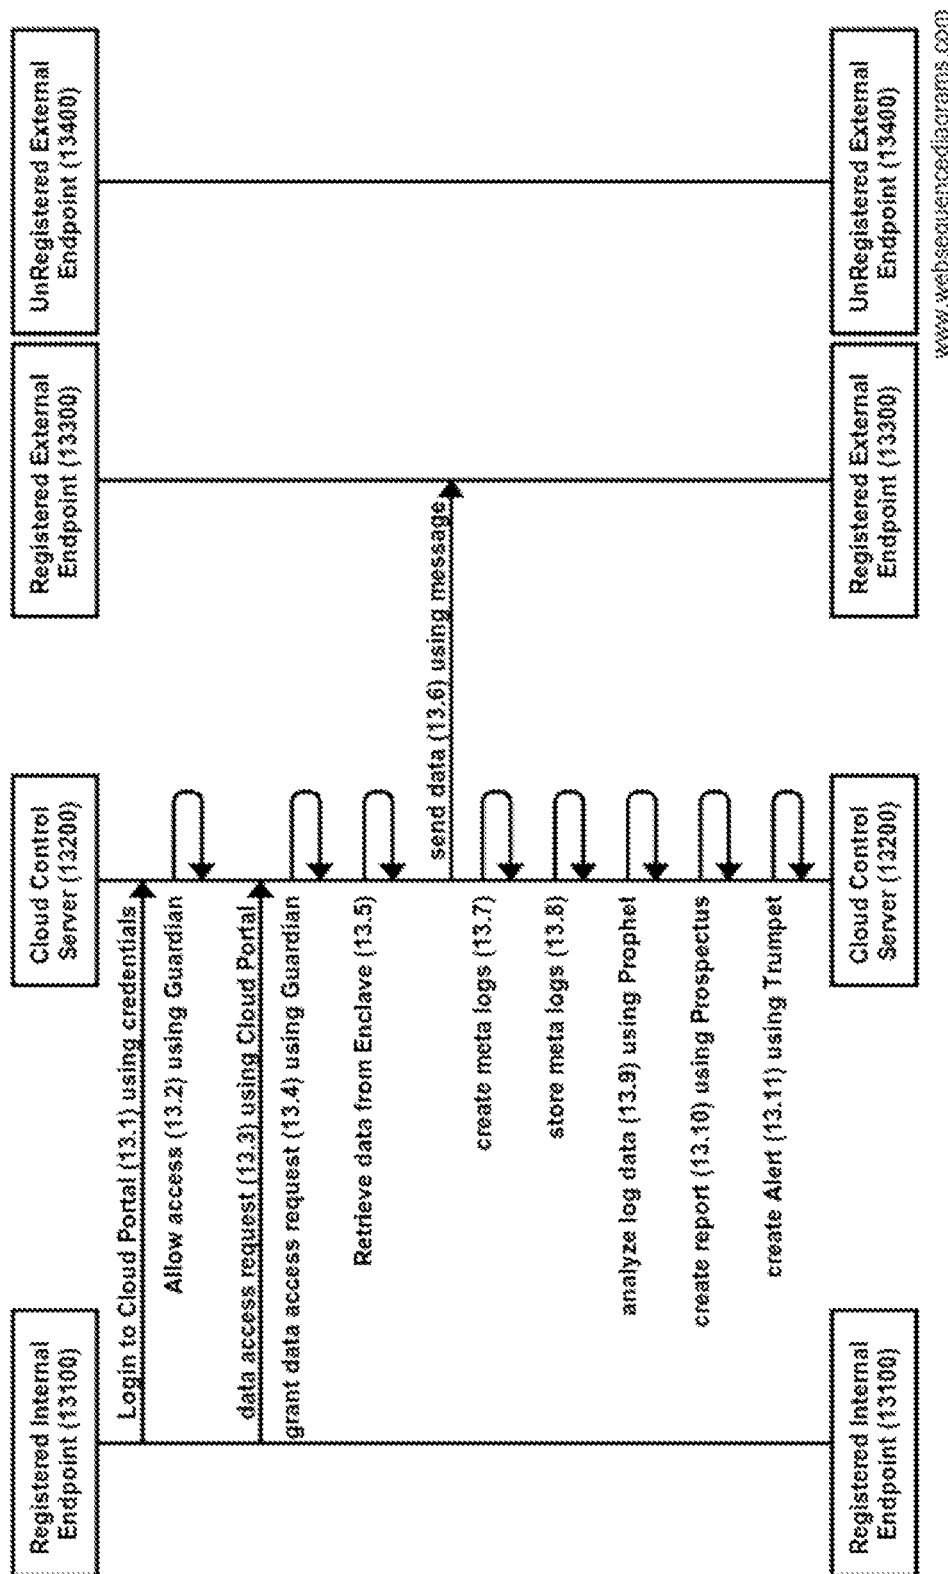 Registered Internal
Endpoint (13100)
Cloud Control
Server (13200)
Registered External
Endpoint (13300)
UnRegistered External
Endpoint (13400)
Login to Cloud Portal (13.1) using credentials
Allow access (13.2) using Guardian
data access request (13.3) using Cloud Portal
grant data access request (13.4) using Guardian
Retrieve data from Enclave (13.5)
send data (13.6) using message
create meta logs (13.7)
store meta logs (13.8)
analyze log data (13.9) using Prophet
create report (13.10) using Prospectus
create Alert (13.11) using Trumpet
Registered Internal
Endpoint (13100)
Cloud Control
Server (13200)
Registered External
Endpoint (13300)
UnRegistered External
Endpoint (13400)
www.websequencediagrams.com